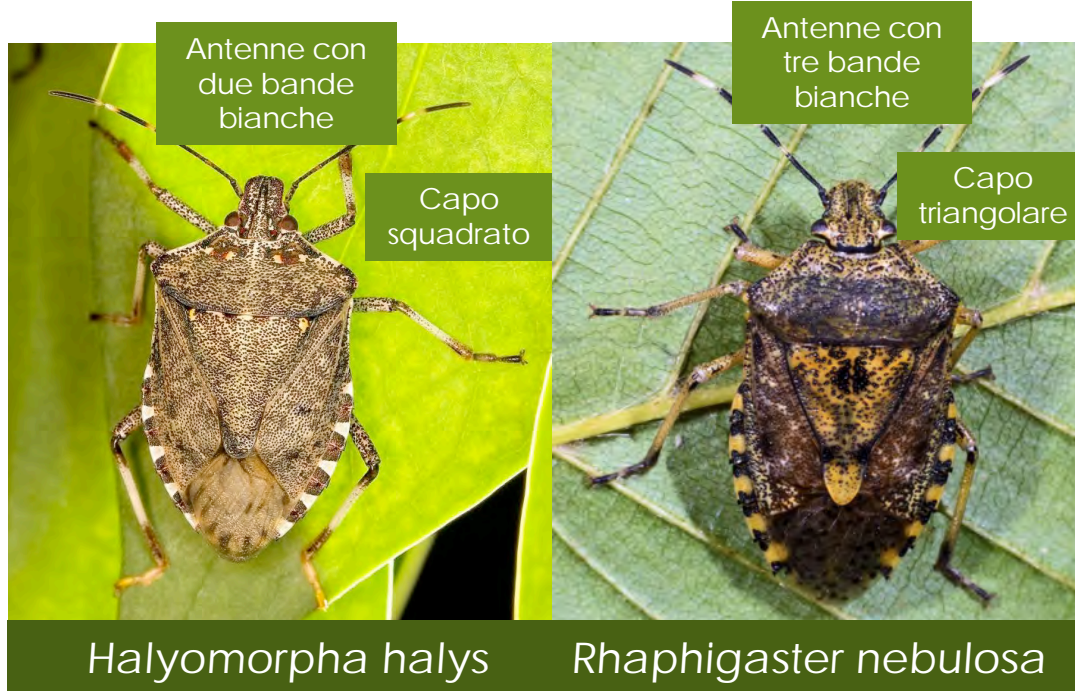 Antenne con
due bande
bianche
Capo
squadrato
Antenne con
tre bande
bianche
Capo
triangolare
Halyomorpha halys
Rhaphigaster nebulosa